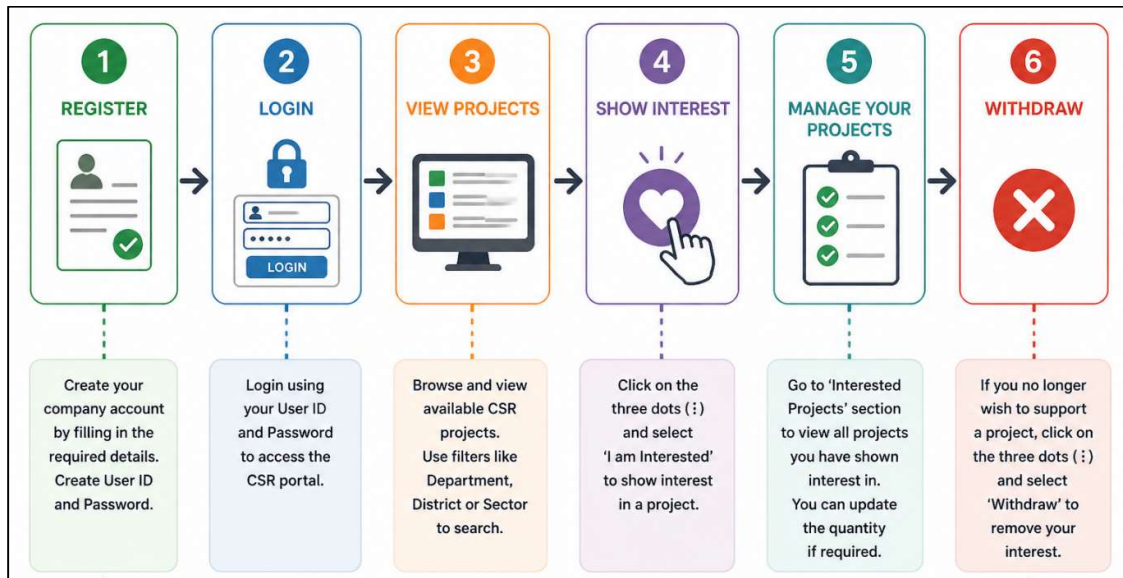 1
REGISTER
Create your
company account
by filling in the
required details.
Create User ID
and Password.
2
LOGIN
LOGIN
Login using
your User ID
and Password
to access the
CSR portal.
3
VIEW PROJECTS
Browse and view
available CSR
projects.
Use filters like
Department,
District or Sector
to search.
4
SHOW INTEREST
Click on the
three dots (⋮)
and select
‘I am Interested’
to show interest
in a project.
5
MANAGE YOUR
PROJECTS
Go to ‘Interested
Projects’ section
to view all projects
you have shown
interest in.
You can update
the quantity
if required.
6
WITHDRAW
If you no longer
wish to support
a project, click on
the three dots (⋮)
and select
‘Withdraw’ to
remove your
interest.